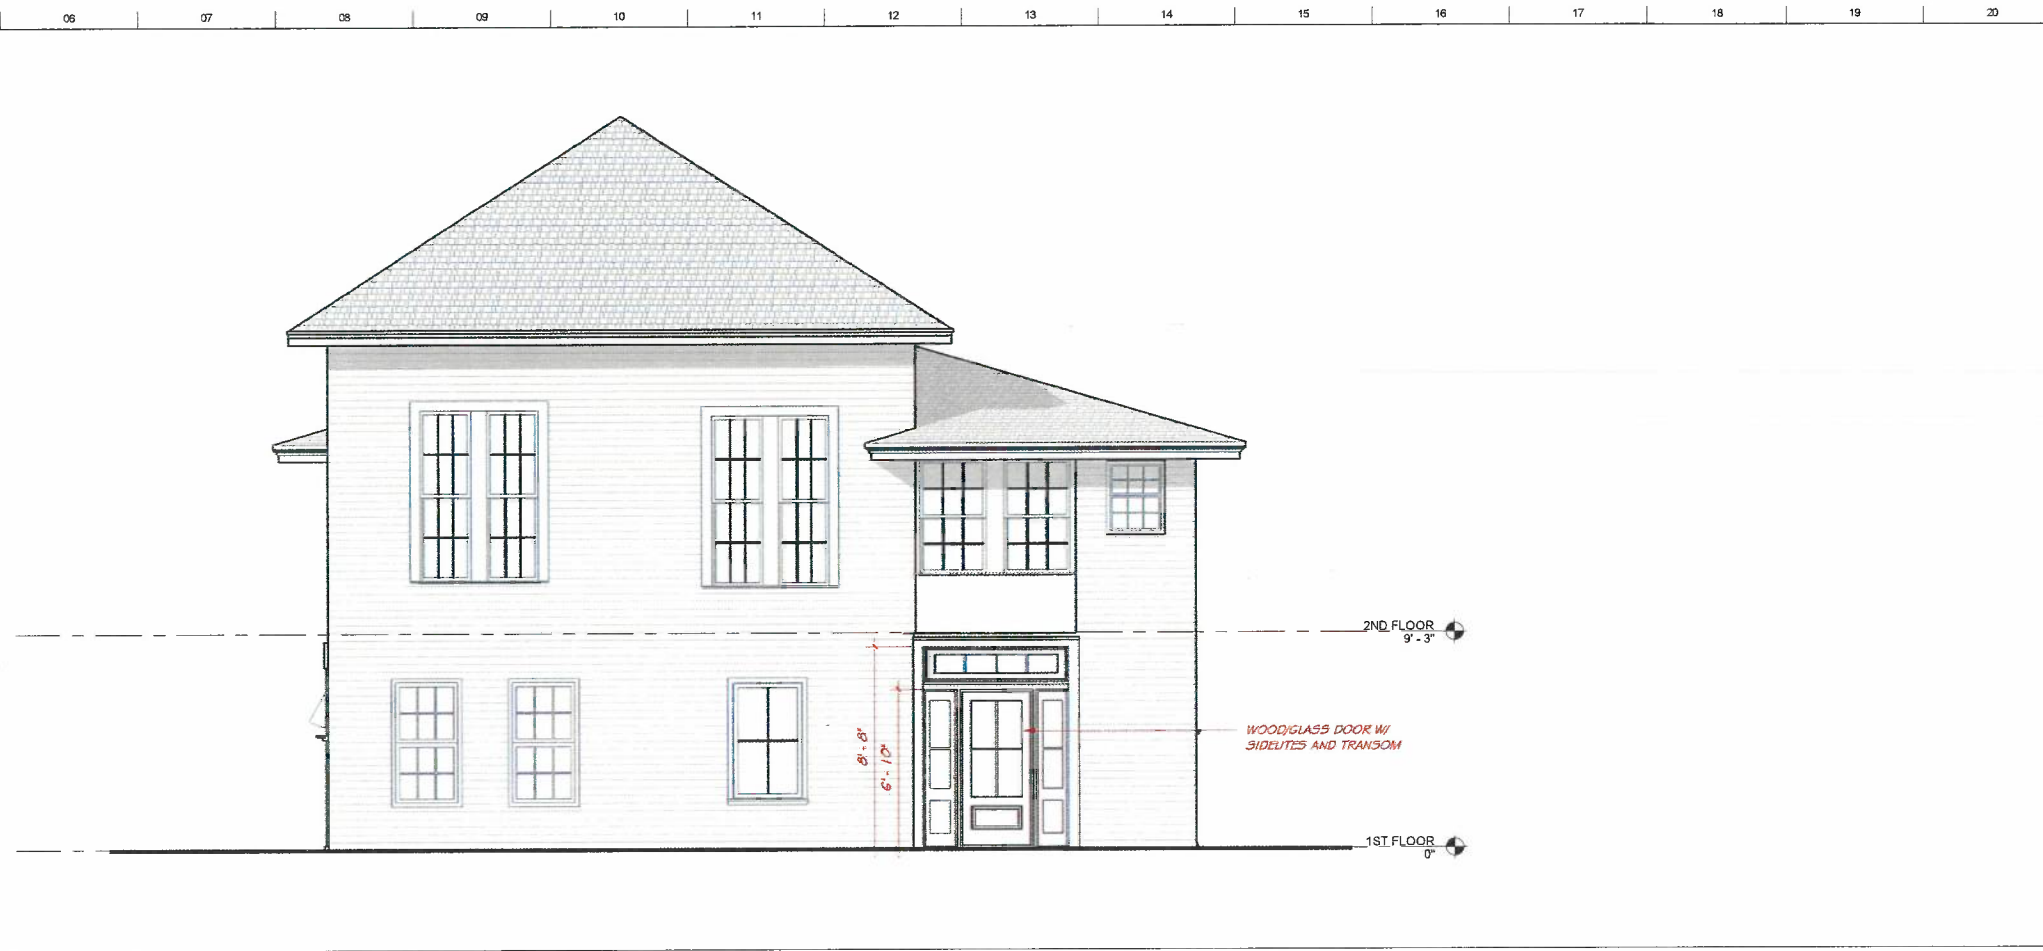 06 07 08 09 10 11 12 13 14 15 16 17 18 19 20
2ND FLOOR
9' - 3"
8' - 8"
6' - 10"
WOOD/GLASS DOOR W/
SIDELITES AND TRANSOM
1ST FLOOR
0"